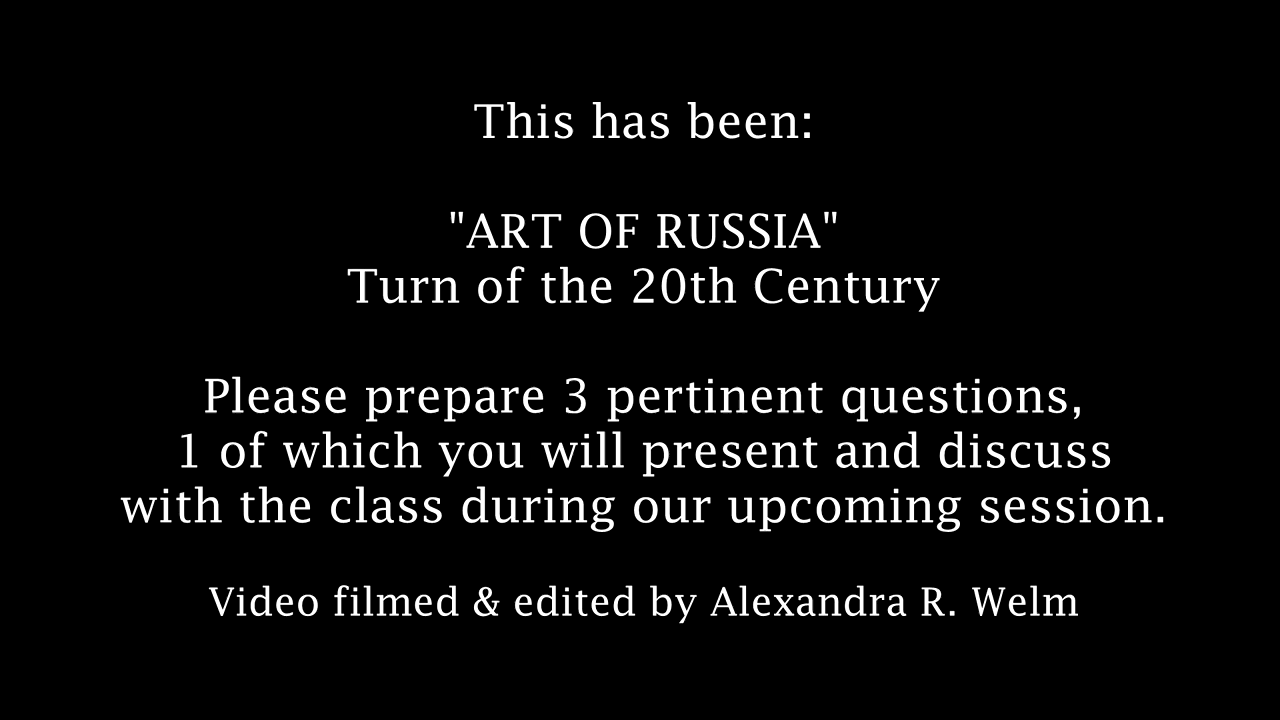 This has been:
"ART OF RUSSIA"
Turn of the 20th Century
Please prepare 3 pertinent questions,
1 of which you will present and discuss
with the class during our upcoming session.
Video filmed & edited by Alexandra R. Welm